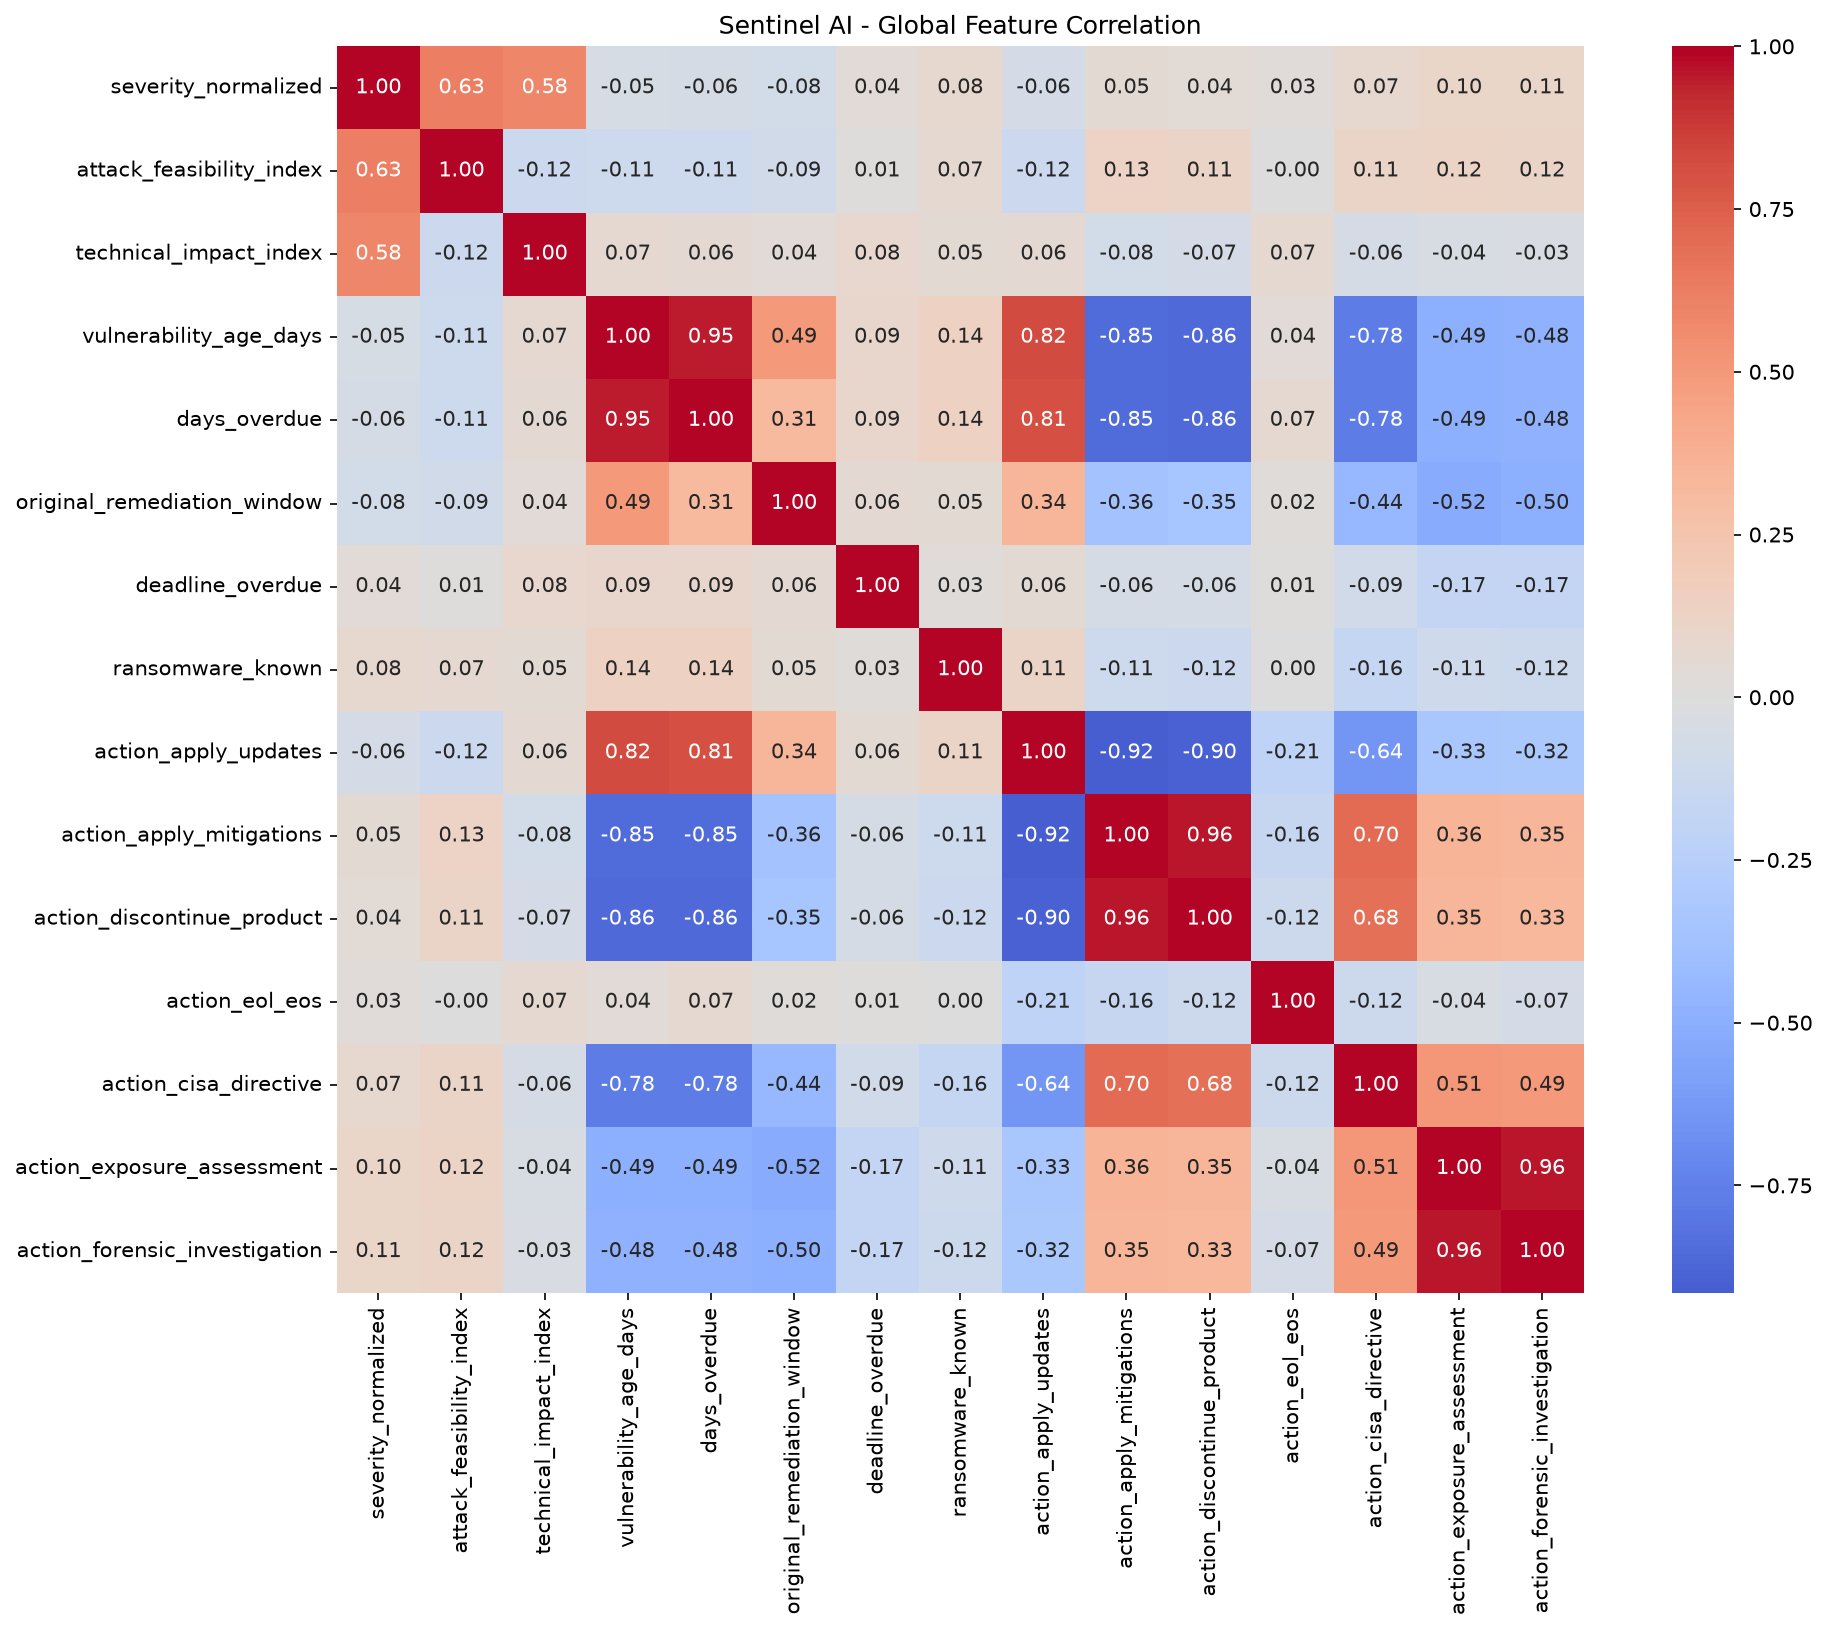 Sentinel AI - Global Feature Correlation
severity_normalized 1.00 0.63 0.58 -0.05 -0.06 -0.08 0.04 0.08 -0.06 0.05 0.04 0.03 0.07 0.10 0.11
attack_feasibility_index 0.63 1.00 -0.12 -0.11 -0.11 -0.09 0.01 0.07 -0.12 0.13 0.11 -0.00 0.11 0.12 0.12
technical_impact_index 0.58 -0.12 1.00 0.07 0.06 0.04 0.08 0.05 0.06 -0.08 -0.07 0.07 -0.06 -0.04 -0.03
vulnerability_age_days -0.05 -0.11 0.07 1.00 0.95 0.49 0.09 0.14 0.82 -0.85 -0.86 0.04 -0.78 -0.49 -0.48
days_overdue -0.06 -0.11 0.06 0.95 1.00 0.31 0.09 0.14 0.81 -0.85 -0.86 0.07 -0.78 -0.49 -0.48
original_remediation_window -0.08 -0.09 0.04 0.49 0.31 1.00 0.06 0.05 0.34 -0.36 -0.35 0.02 -0.44 -0.52 -0.50
deadline_overdue 0.04 0.01 0.08 0.09 0.09 0.06 1.00 0.03 0.06 -0.06 -0.06 0.01 -0.09 -0.17 -0.17
ransomware_known 0.08 0.07 0.05 0.14 0.14 0.05 0.03 1.00 0.11 -0.11 -0.12 0.00 -0.16 -0.11 -0.12
action_apply_updates -0.06 -0.12 0.06 0.82 0.81 0.34 0.06 0.11 1.00 -0.92 -0.90 -0.21 -0.64 -0.33 -0.32
action_apply_mitigations 0.05 0.13 -0.08 -0.85 -0.85 -0.36 -0.06 -0.11 -0.92 1.00 0.96 -0.16 0.70 0.36 0.35
action_discontinue_product 0.04 0.11 -0.07 -0.86 -0.86 -0.35 -0.06 -0.12 -0.90 0.96 1.00 -0.12 0.68 0.35 0.33
action_eol_eos 0.03 -0.00 0.07 0.04 0.07 0.02 0.01 0.00 -0.21 -0.16 -0.12 1.00 -0.12 -0.04 -0.07
action_cisa_directive 0.07 0.11 -0.06 -0.78 -0.78 -0.44 -0.09 -0.16 -0.64 0.70 0.68 -0.12 1.00 0.51 0.49
action_exposure_assessment 0.10 0.12 -0.04 -0.49 -0.49 -0.52 -0.17 -0.11 -0.33 0.36 0.35 -0.04 0.51 1.00 0.96
action_forensic_investigation 0.11 0.12 -0.03 -0.48 -0.48 -0.50 -0.17 -0.12 -0.32 0.35 0.33 -0.07 0.49 0.96 1.00
severity_normalized
attack_feasibility_index
technical_impact_index
vulnerability_age_days
days_overdue
original_remediation_window
deadline_overdue
ransomware_known
action_apply_updates
action_apply_mitigations
action_discontinue_product
action_eol_eos
action_cisa_directive
action_exposure_assessment
action_forensic_investigation
1.00
0.75
0.50
0.25
0.00
−0.25
−0.50
−0.75